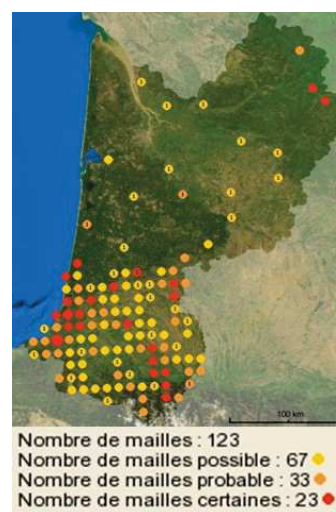 100 km
Nombre de mailles : 123
Nombre de mailles possible : 67
Nombre de mailles probable : 33
Nombre de mailles certaines : 23